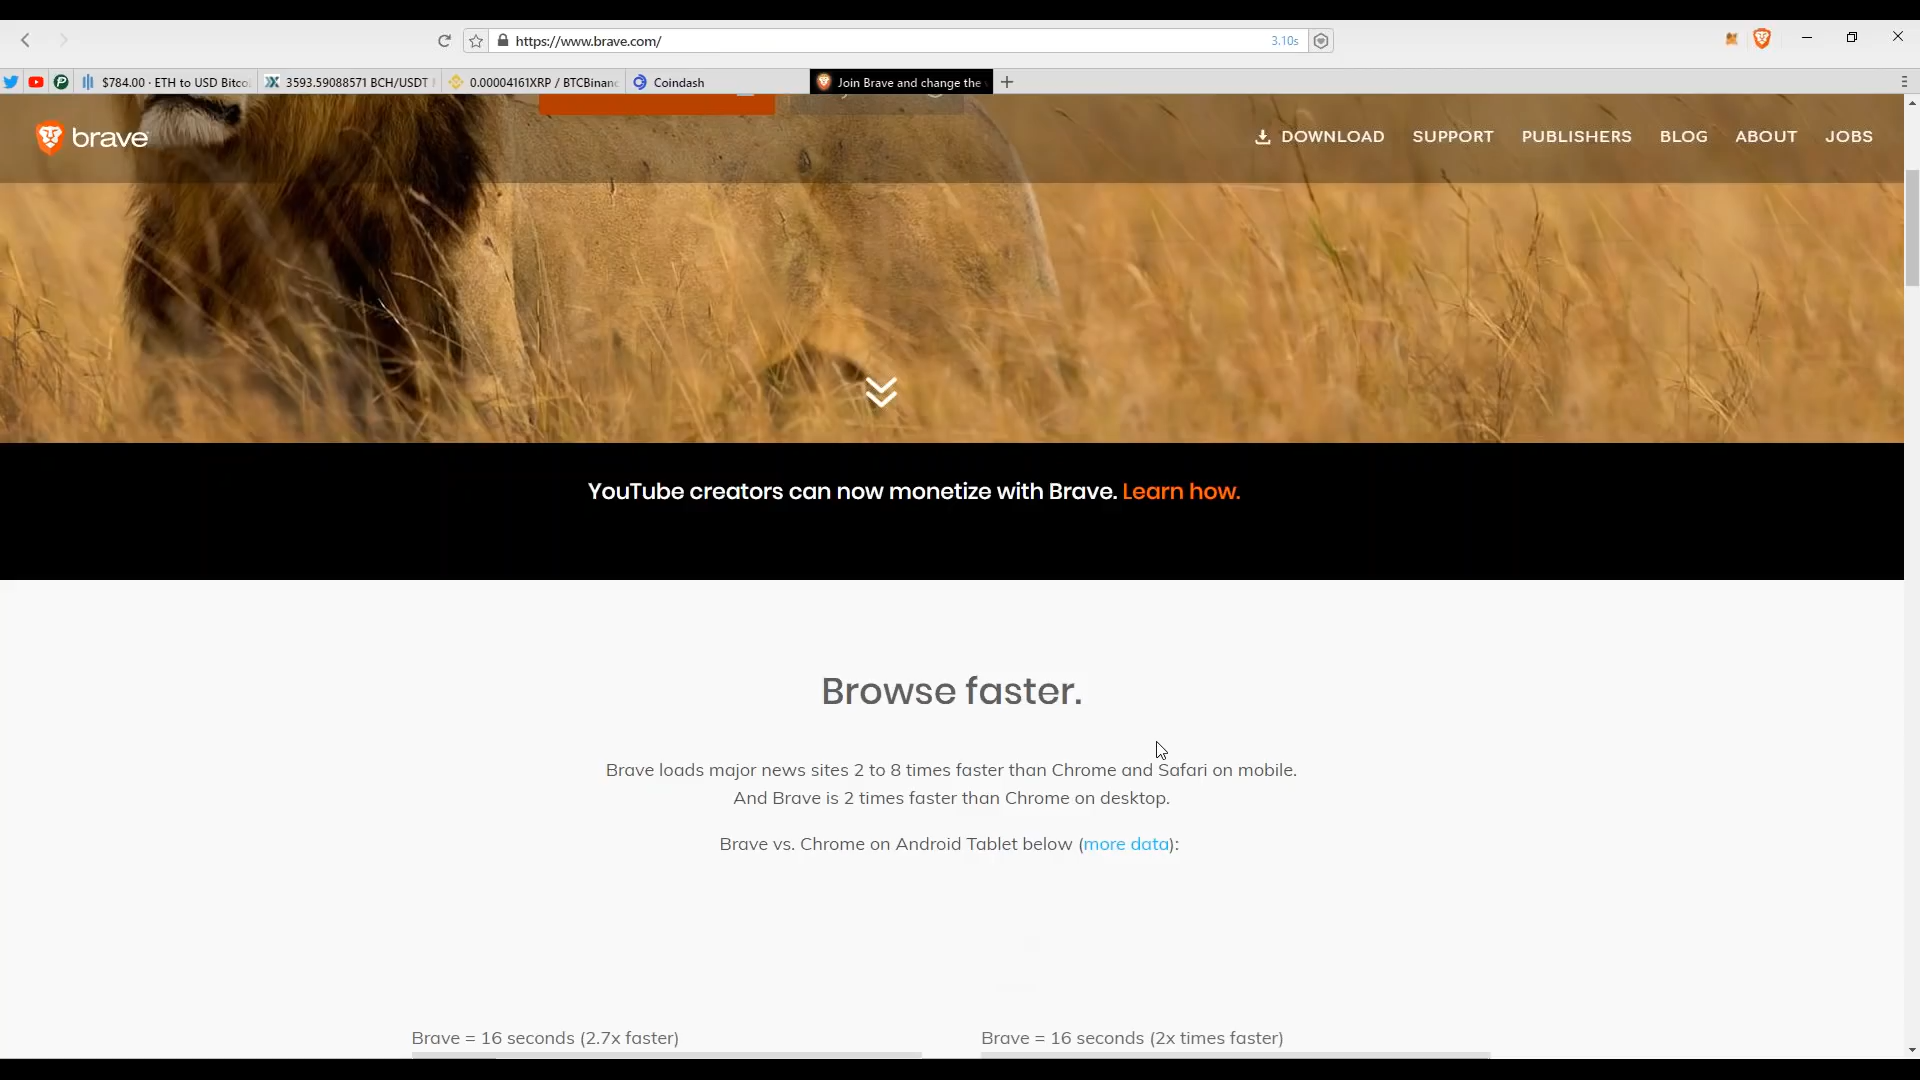 https://www.brave.com/
3.10s
$784.00 · ETH to USD Bitco
3593.59088571 BCH/USDT
0.00004161XRP / BTCBinanc
Coindash
Join Brave and change the
brave
DOWNLOAD
SUPPORT
PUBLISHERS
BLOG
ABOUT
JOBS
YouTube creators can now monetize with Brave. Learn how.
Browse faster.
Brave loads major news sites 2 to 8 times faster than Chrome and Safari on mobile.
And Brave is 2 times faster than Chrome on desktop.
Brave vs. Chrome on Android Tablet below (more data):
Brave = 16 seconds (2.7x faster)
Brave = 16 seconds (2x times faster)